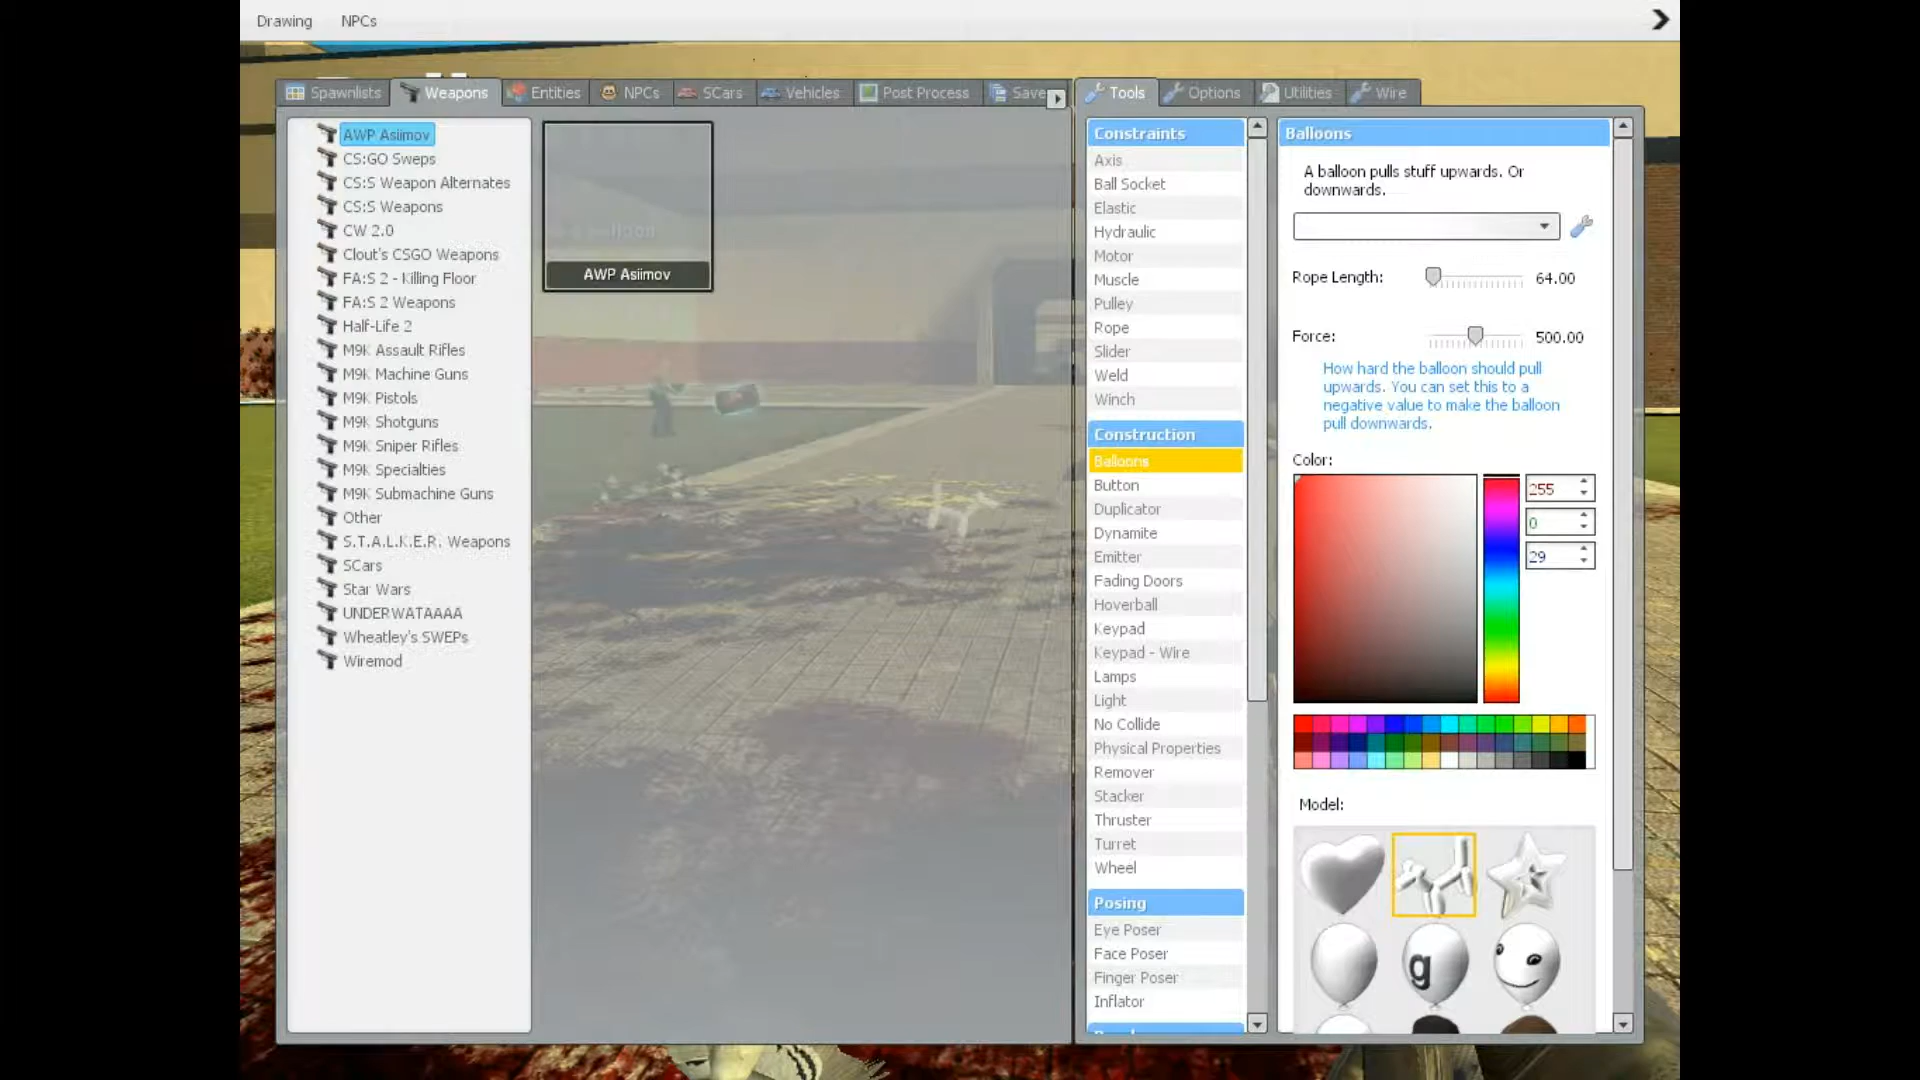 Drawing NPCs
Spawnlists Weapons Entities NPCs SCars Vehicles Post Process Save
Tools Options Utilities Wire
AWP Asiimov
CS:GO Sweps
CS:S Weapon Alternates
CS:S Weapons
CW 2.0
Clout's CSGO Weapons
FA:S 2 - Killing Floor
FA:S 2 Weapons
Half-Life 2
M9K Assault Rifles
M9K Machine Guns
M9K Pistols
M9K Shotguns
M9K Sniper Rifles
M9K Specialties
M9K Submachine Guns
Other
S.T.A.L.K.E.R. Weapons
SCars
Star Wars
UNDERWATAAAA
Wheatley's SWEPs
Wiremod
AWP Asiimov
Constraints
Axis
Ball Socket
Elastic
Hydraulic
Motor
Muscle
Pulley
Rope
Slider
Weld
Winch
Construction
Balloons
Button
Duplicator
Dynamite
Emitter
Fading Doors
Hoverball
Keypad
Keypad - Wire
Lamps
Light
No Collide
Physical Properties
Remover
Stacker
Thruster
Turret
Wheel
Posing
Eye Poser
Face Poser
Finger Poser
Inflator
Balloons
A balloon pulls stuff upwards. Or
downwards.
Rope Length: 64.00
Force: 500.00
How hard the balloon should pull
upwards. You can set this to a
negative value to make the balloon
pull downwards.
Color:
255
0
29
Model:
g